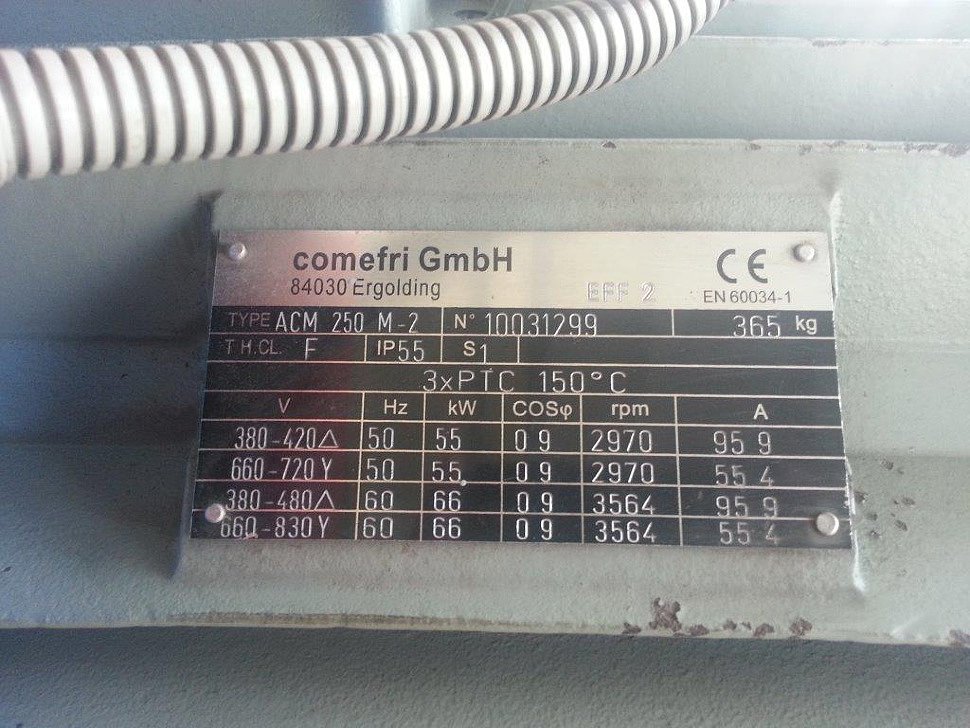 comefri GmbH
84030 Ergolding
EFF 2
CE
EN 60034-1
TYPE ACM 250 M-2 N° 10031299 365 kg
TH.CL. F IP55 S1
3xPTC 150°C
V Hz kW COSφ rpm A
380-420△ 50 55 0 9 2970 95 9
660-720Y 50 55 0 9 2970 55 4
380-480△ 60 66 0 9 3564 95 9
660-830Y 60 66 0 9 3564 55 4